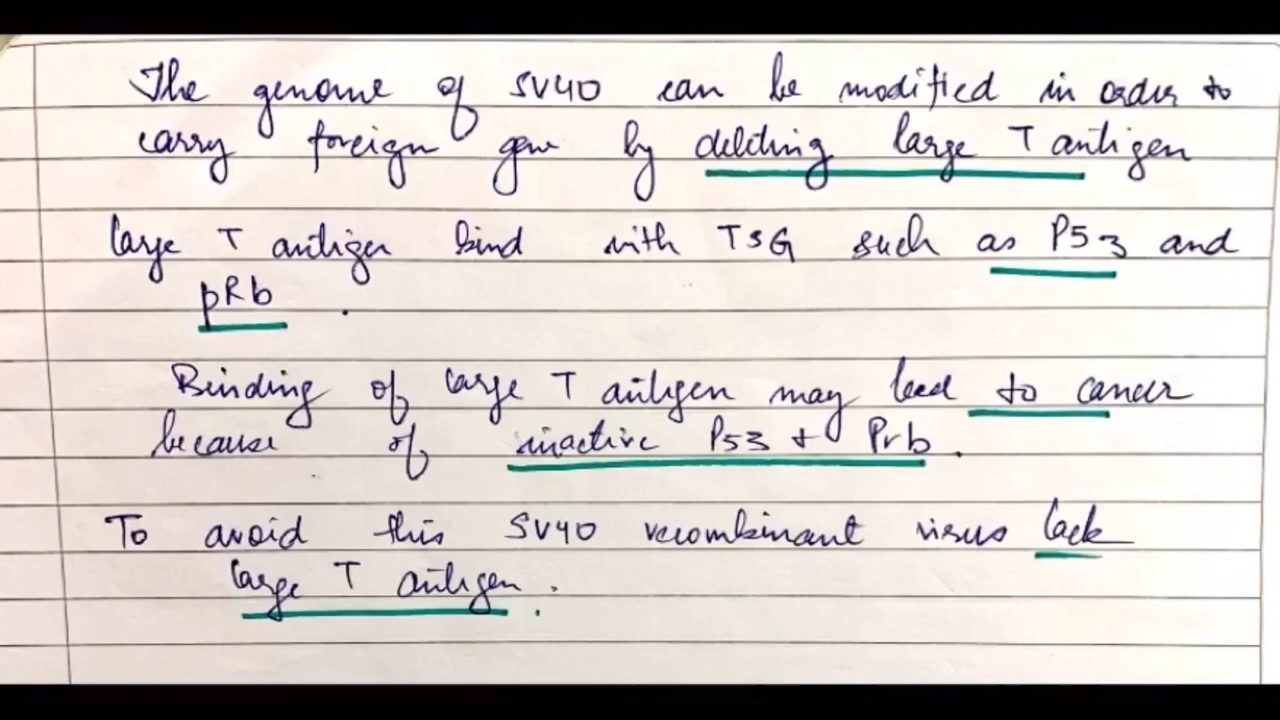 The genome of SV40 can be modified in order to
carry foreign gene by deleting large T antigen
large T antigen bind with TSG such as P53 and
pRb .
Binding of large T antigen may lead to cancer
because of inactive P53 + Prb .
To avoid this SV40 recombinant virus lack
large T antigen .